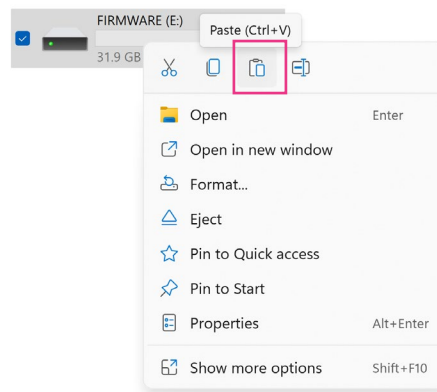 FIRMWARE (E:)
Paste (Ctrl+V)
31.9 GB
Open Enter
Open in new window
Format...
Eject
Pin to Quick access
Pin to Start
Properties Alt+Enter
Show more options Shift+F10